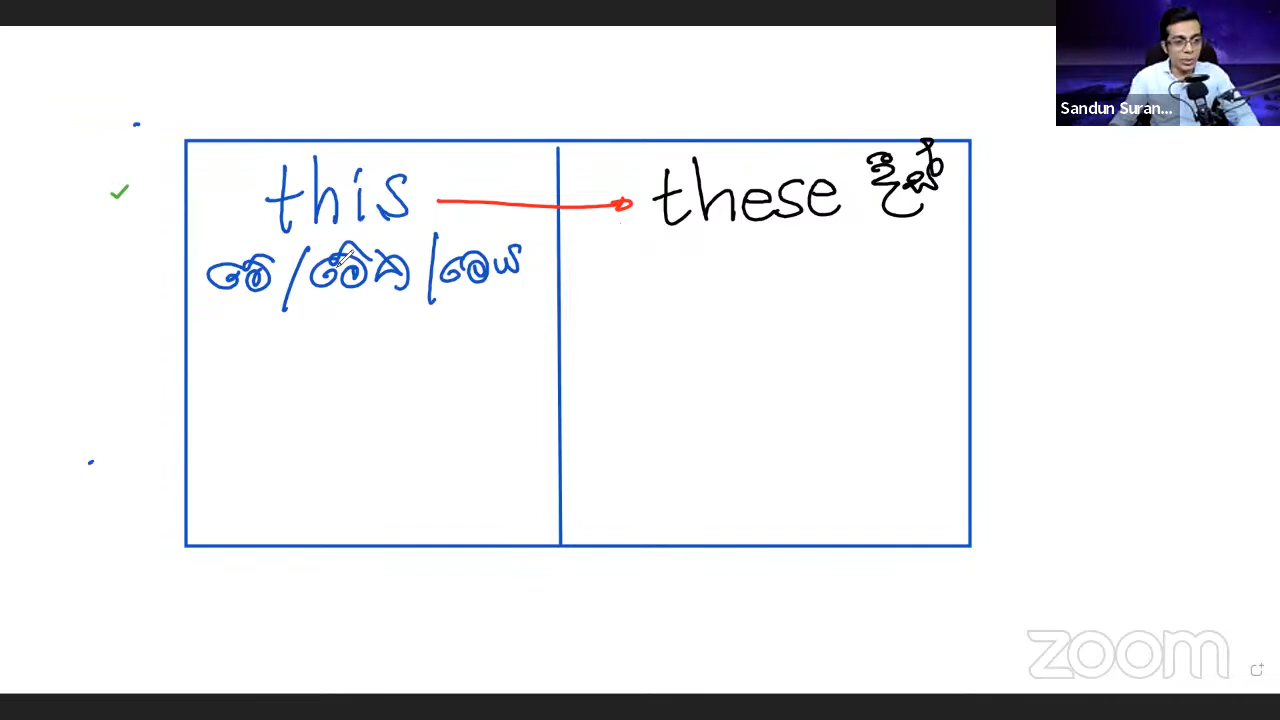 Sandun Suran...
this → these දීස්
මේ / මේක / මෙය
zoom